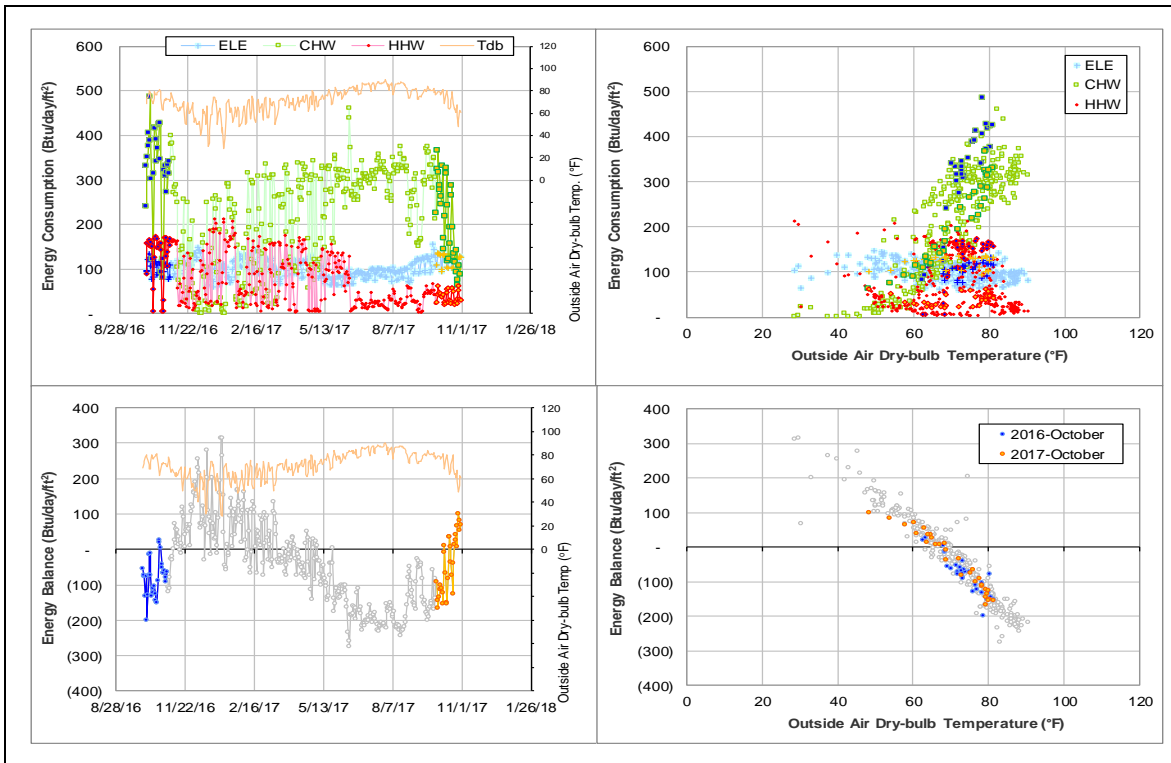 ELE CHW HHW Tdb
Energy Consumption (Btu/day/ft²)
600
500
400
300
200
100
-
120
100
80
60
40
20
0
Outside Air Dry-bulb Temp. (°F)
8/28/16 11/22/16 2/16/17 5/13/17 8/7/17 11/1/17 1/26/18
Energy Consumption (Btu/day/ft²)
600
500
400
300
200
100
-
ELE
CHW
HHW
0 20 40 60 80 100 120
Outside Air Dry-bulb Temperature (°F)
Energy Balance (Btu/day/ft²)
400
300
200
100
-
(100)
(200)
(300)
(400)
120
100
80
60
40
20
0
Outside Air Dry-bulb Temp (°F)
8/28/16 11/22/16 2/16/17 5/13/17 8/7/17 11/1/17 1/26/18
Energy Balance (Btu/day/ft²)
400
300
200
100
-
(100)
(200)
(300)
(400)
2016-October
2017-October
0 20 40 60 80 100 120
Outside Air Dry-bulb Temperature (°F)